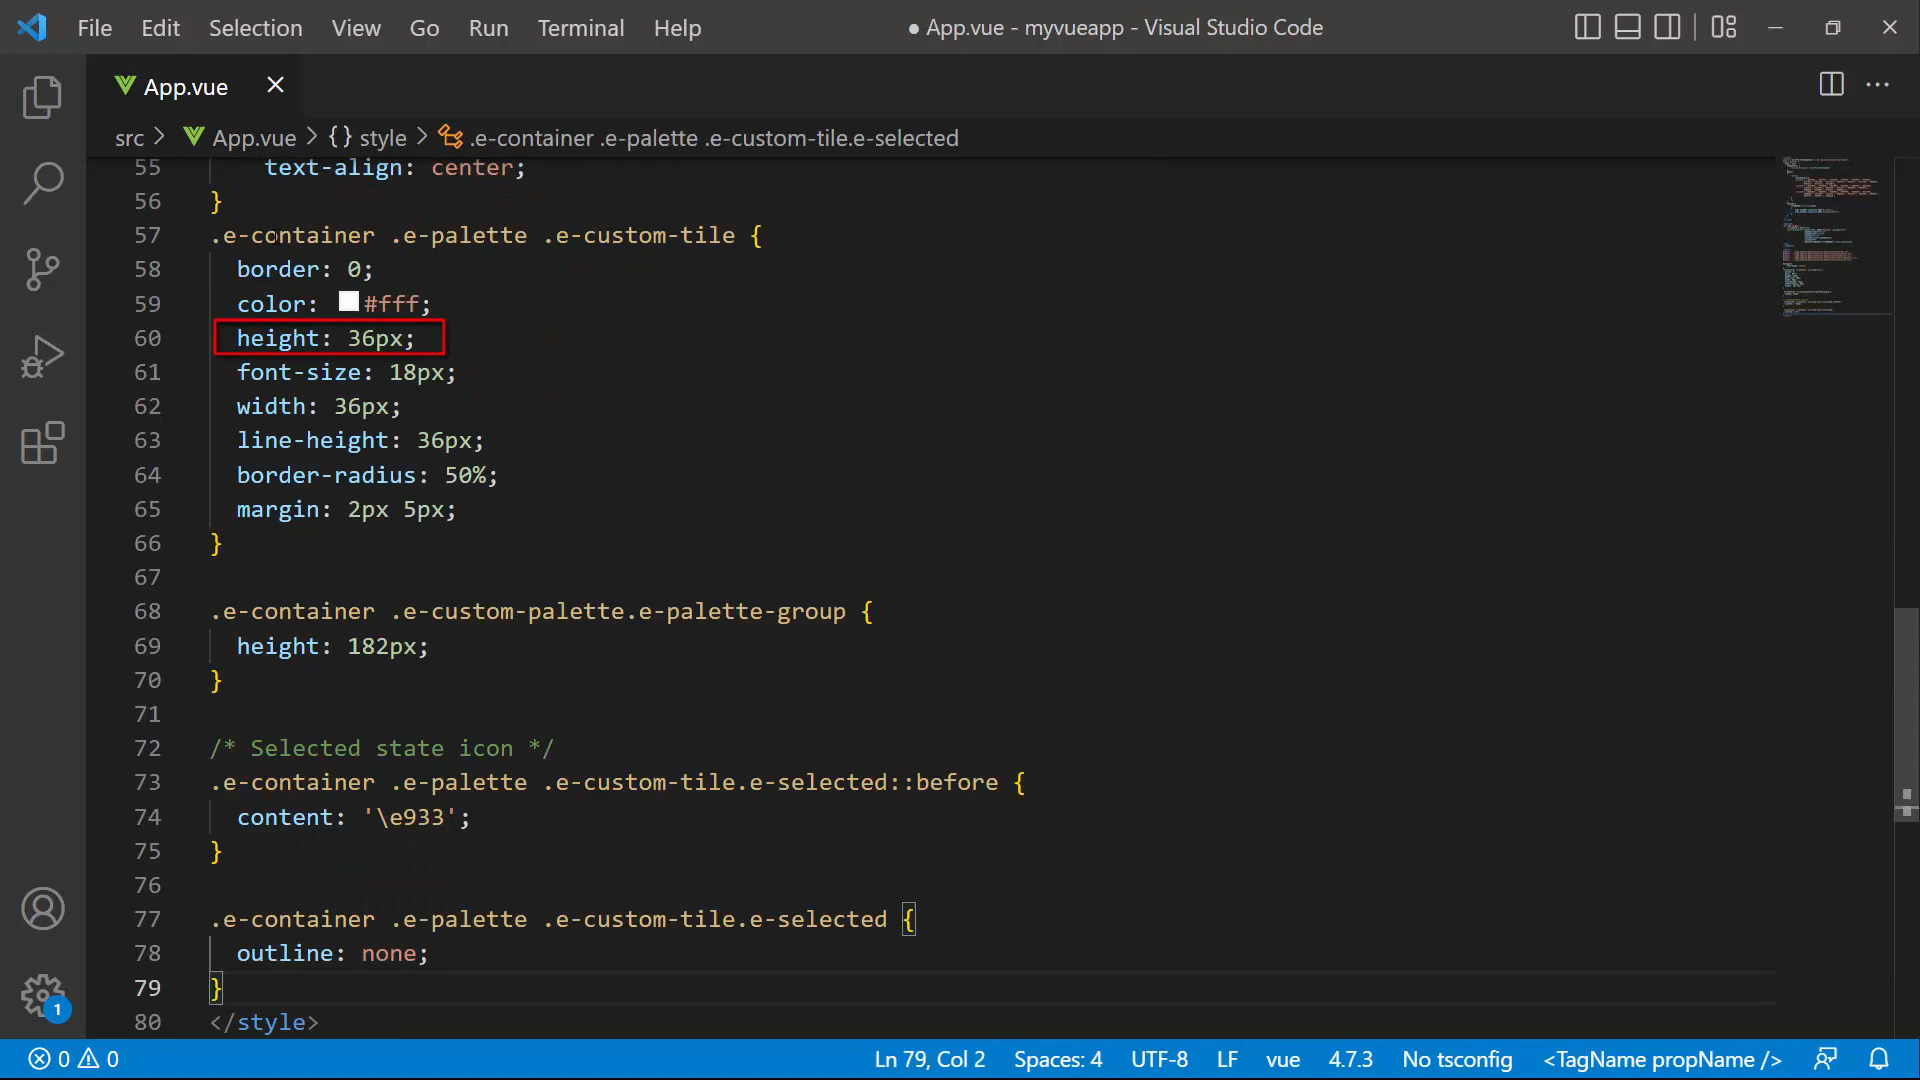 File Edit Selection View Go Run Terminal Help ● App.vue - myvueapp - Visual Studio Code
App.vue
src > App.vue > {} style > .e-container .e-palette .e-custom-tile.e-selected
55 text-align: center;
56 }
57 .e-container .e-palette .e-custom-tile {
58 border: 0;
59 color: #fff;
60 height: 36px;
61 font-size: 18px;
62 width: 36px;
63 line-height: 36px;
64 border-radius: 50%;
65 margin: 2px 5px;
66 }
67
68 .e-container .e-custom-palette.e-palette-group {
69 height: 182px;
70 }
71
72 /* Selected state icon */
73 .e-container .e-palette .e-custom-tile.e-selected::before {
74 content: '\e933';
75 }
76
77 .e-container .e-palette .e-custom-tile.e-selected {
78 outline: none;
79 }
80 </style>
1
0 0 Ln 79, Col 2 Spaces: 4 UTF-8 LF vue 4.7.3 No tsconfig <TagName propName />